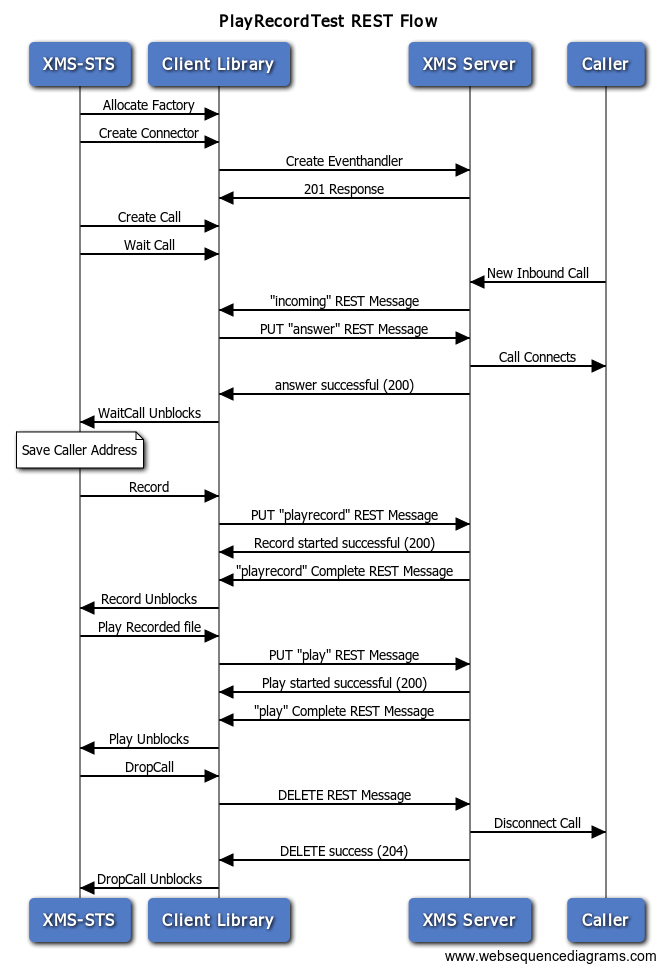 PlayRecordTest REST Flow
XMS-STS
Client Library
XMS Server
Caller
Allocate Factory
Create Connector
Create Eventhandler
201 Response
Create Call
Wait Call
New Inbound Call
"incoming" REST Message
PUT "answer" REST Message
Call Connects
answer successful (200)
WaitCall Unblocks
Save Caller Address
Record
PUT "playrecord" REST Message
Record started successful (200)
"playrecord" Complete REST Message
Record Unblocks
Play Recorded file
PUT "play" REST Message
Play started successful (200)
"play" Complete REST Message
Play Unblocks
DropCall
DELETE REST Message
Disconnect Call
DELETE success (204)
DropCall Unblocks
XMS-STS
Client Library
XMS Server
Caller
www.websequencediagrams.com